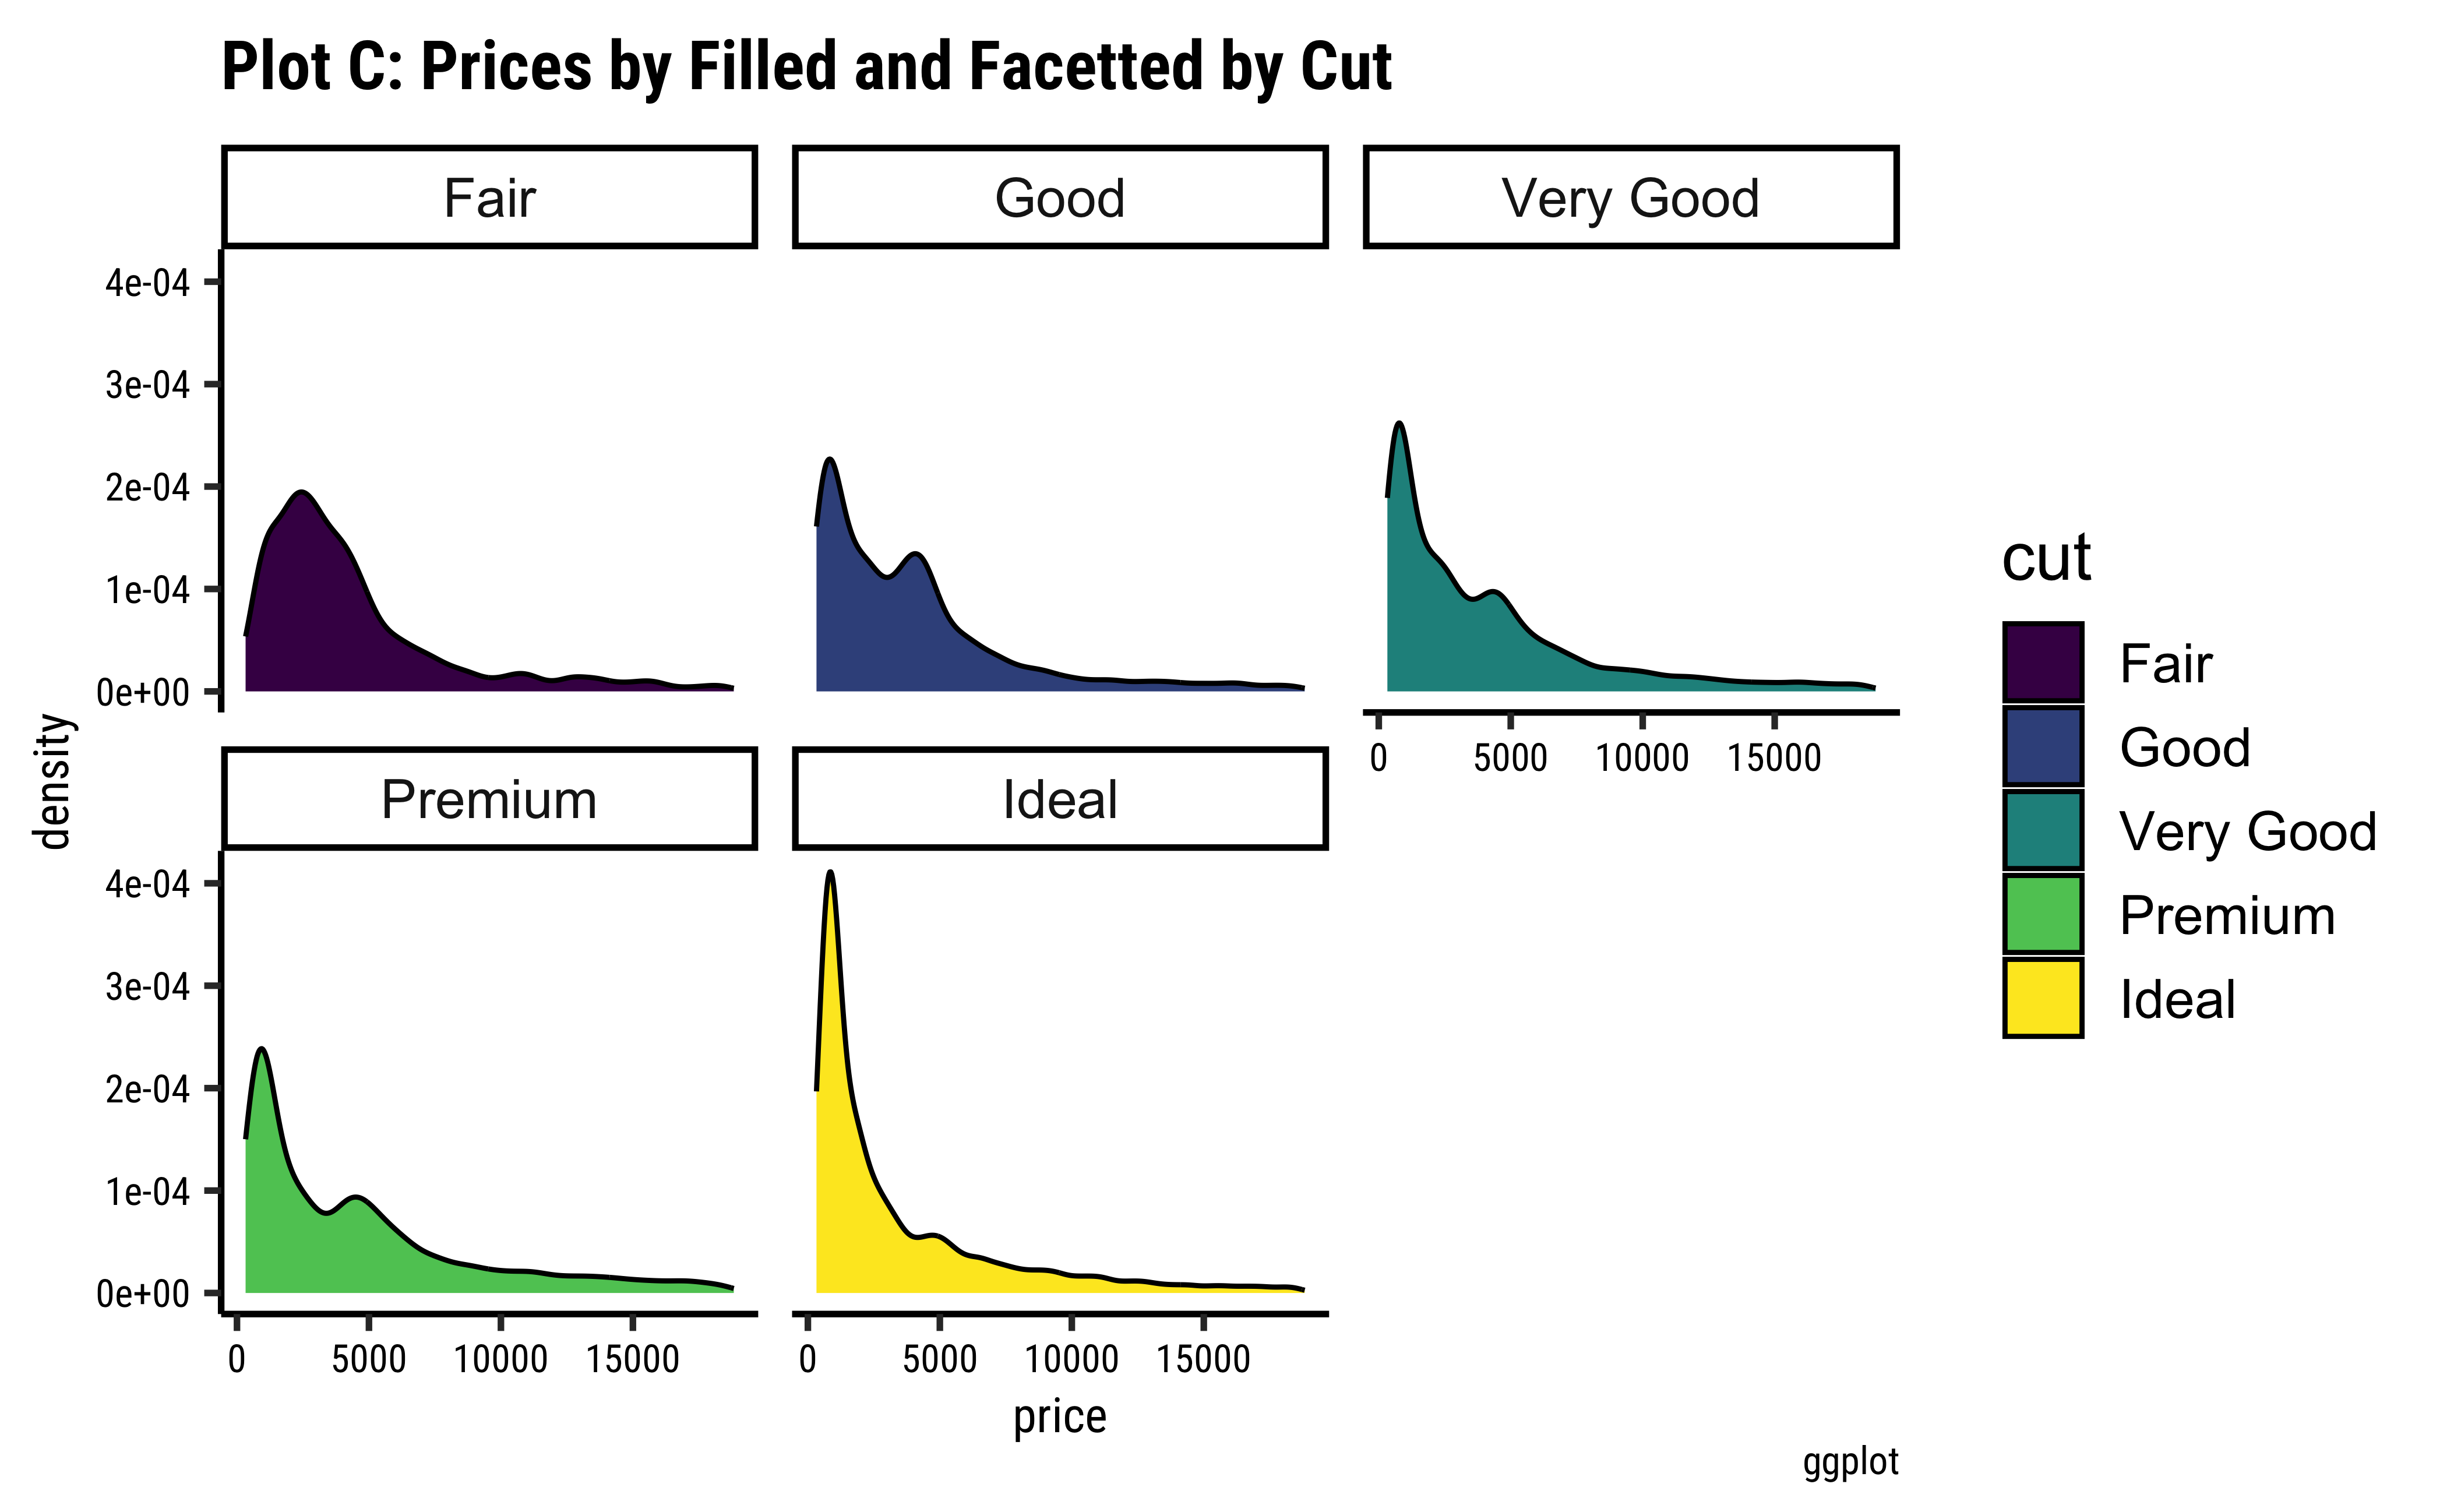 Plot C: Prices by Filled and Facetted by Cut
Fair
Good
Very Good
4e-04
3e-04
2e-04
1e-04
0e+00
0 5000 10000 15000
density
Premium
Ideal
4e-04
3e-04
2e-04
1e-04
0e+00
0 5000 10000 15000
0 5000 10000 15000
price
cut
Fair
Good
Very Good
Premium
Ideal
ggplot